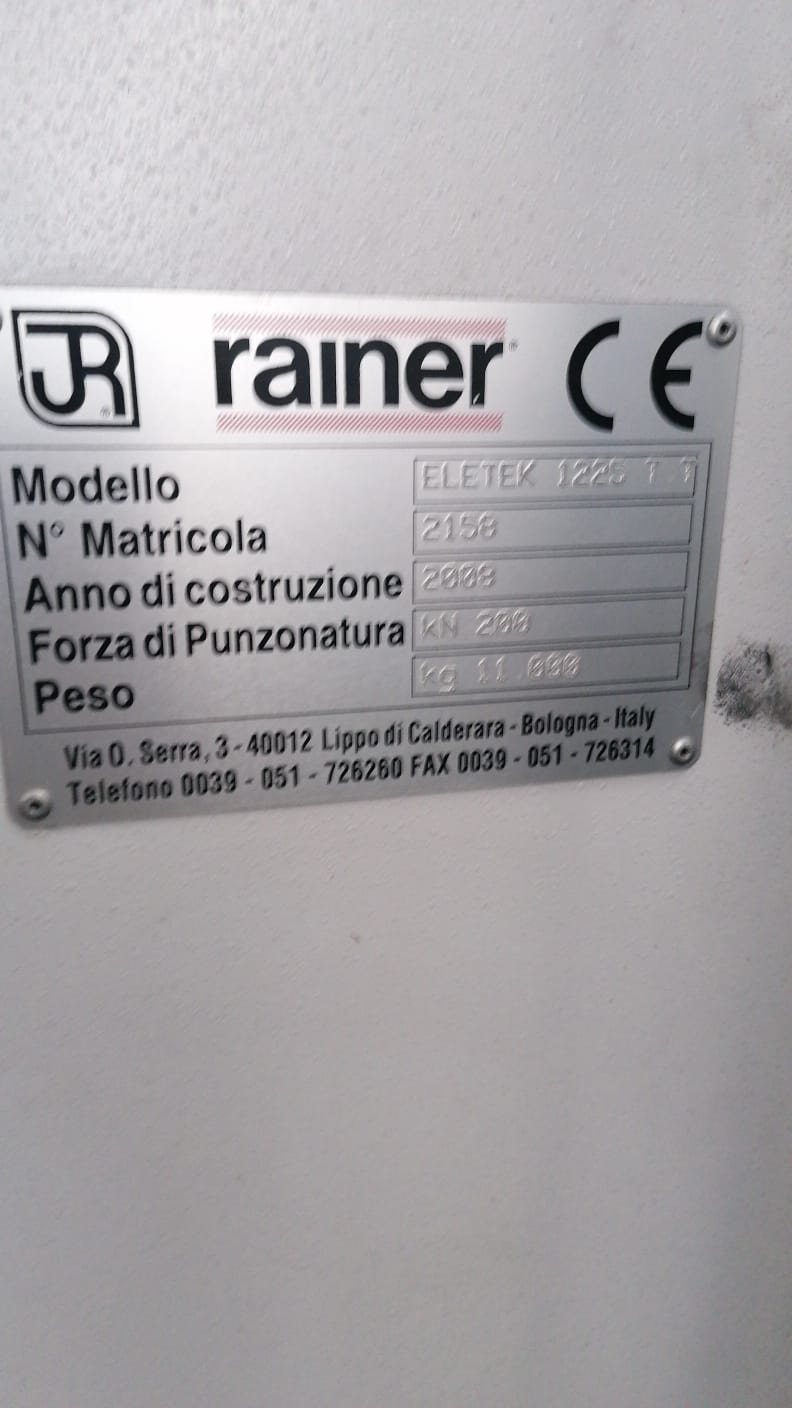 JR rainer CE
Modello ELETEK 1225 T.T
N° Matricola 2158
Anno di costruzione 2008
Forza di Punzonatura kN 200
Peso kg 11.000
Via O. Serra, 3 - 40012 Lippo di Calderara - Bologna - Italy
Telefono 0039 - 051 - 726260 FAX 0039 - 051 - 726314